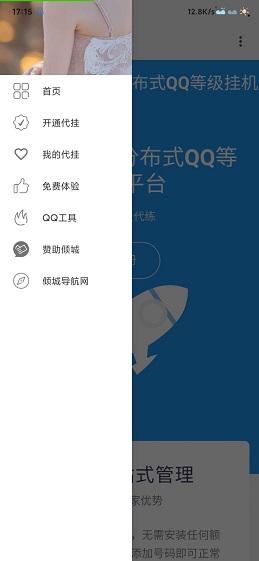 17:15
12.8K/s
布式QQ等级挂机
首页
开通代挂
分布式QQ等
我的代挂
平台
免费体验
代练
QQ工具
赞助倾城
册
倾城导航网
站式管理
家优势
，无需安装任何额
添加号码即可正常